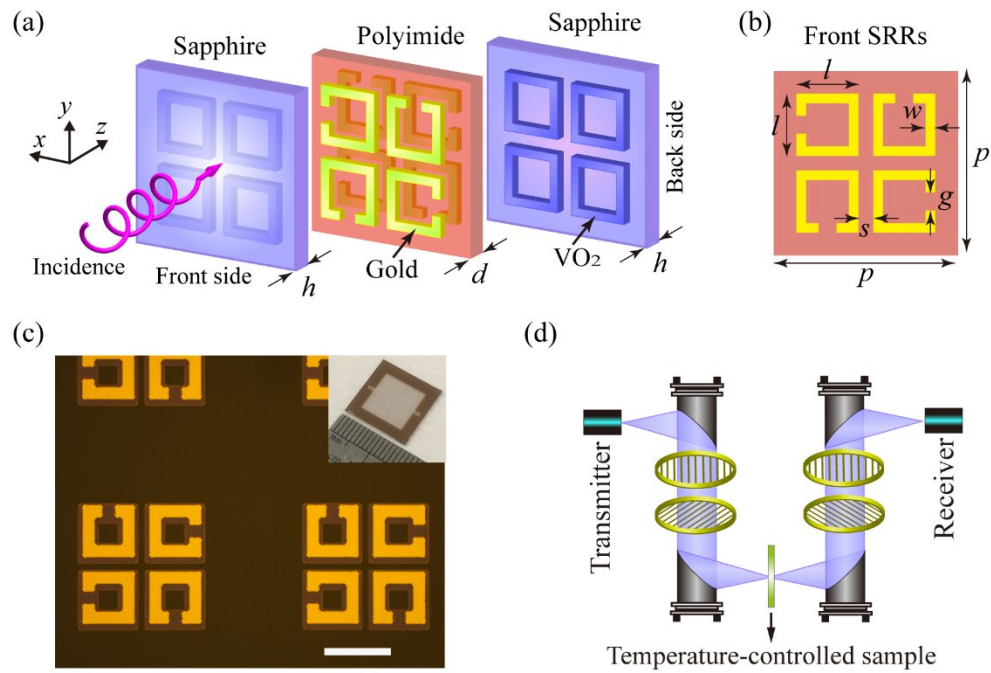 (a)
Sapphire
Polyimide
Sapphire
y
z
x
Incidence
Front side
h
Gold
d
VO2
h
Back side
(b)
Front SRRs
l
l
w
g
s
p
p
(c)
(d)
Transmitter
Receiver
Temperature-controlled sample